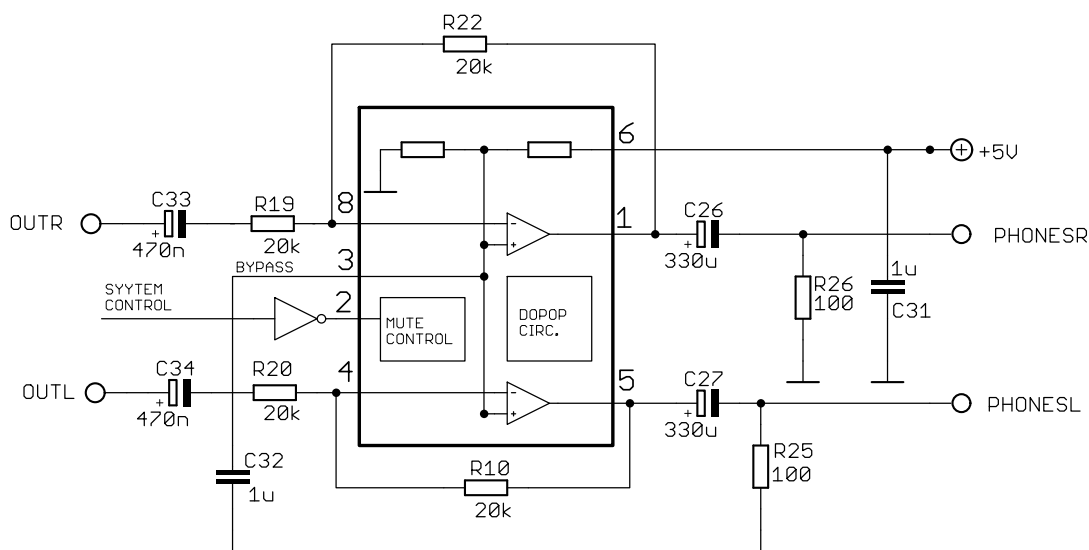 R22
20k
6
+5V
C33
R19
8
1
C26
OUTR
PHONESR
+
470n
20k
+
330u
BYPASS
3
1u
SYYTEM
CONTROL
2
MUTE
CONTROL
DOPOP
CIRC.
R26
100
C31
C34
R20
4
5
C27
OUTL
PHONESL
+
470n
20k
+
330u
C32
1u
R10
20k
R25
100